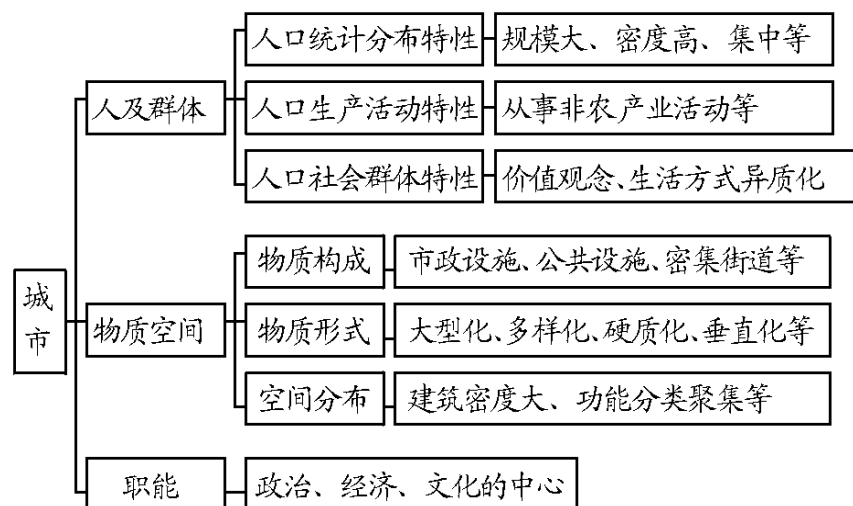 城市
人及群体
人口统计分布特性
规模大、密度高、集中等
人口生产活动特性
从事非农产业活动等
人口社会群体特性
价值观念、生活方式异质化
物质空间
物质构成
市政设施、公共设施、密集街道等
物质形式
大型化、多样化、硬质化、垂直化等
空间分布
建筑密度大、功能分类聚集等
职能
政治、经济、文化的中心